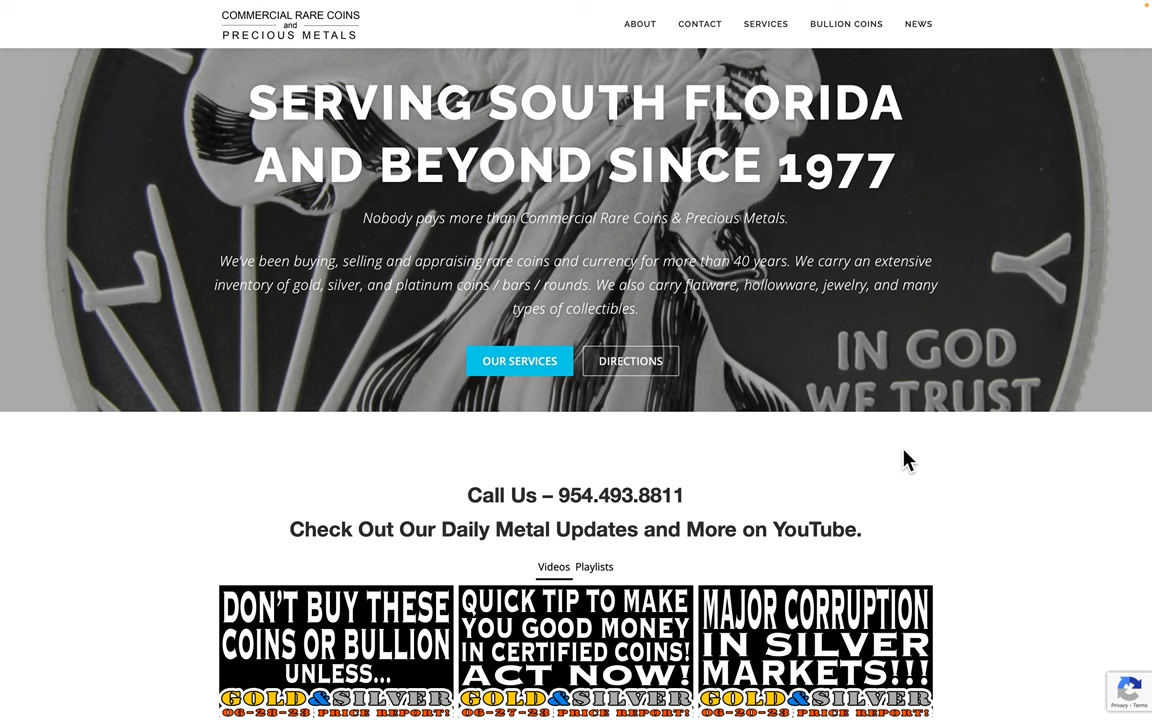 COMMERCIAL RARE COINS
and
PRECIOUS METALS
ABOUT CONTACT SERVICES BULLION COINS NEWS
SERVING SOUTH FLORIDA
AND BEYOND SINCE 1977
Nobody pays more than Commercial Rare Coins & Precious Metals.
We've been buying, selling and appraising rare coins and currency for more than 40 years. We carry an extensive
inventory of gold, silver, and platinum coins / bars / rounds. We also carry flatware, hollowware, jewelry, and many
types of collectibles.
OUR SERVICES DIRECTIONS
L
Y
IN GOD
WE TRUST
Call Us – 954.493.8811
Check Out Our Daily Metal Updates and More on YouTube.
Videos Playlists
DON'T BUY THESE
COINS OR BULLION
UNLESS...
GOLD&SILVER
06-28-23 PRICE REPORT!
QUICK TIP TO MAKE
YOU GOOD MONEY
IN CERTIFIED COINS!
ACT NOW!
GOLD&SILVER
06-27-23 PRICE REPORT!
MAJOR CORRUPTION
IN SILVER
MARKETS!!!
GOLD&SILVER
06-20-23 PRICE REPORT!
Privacy - Terms